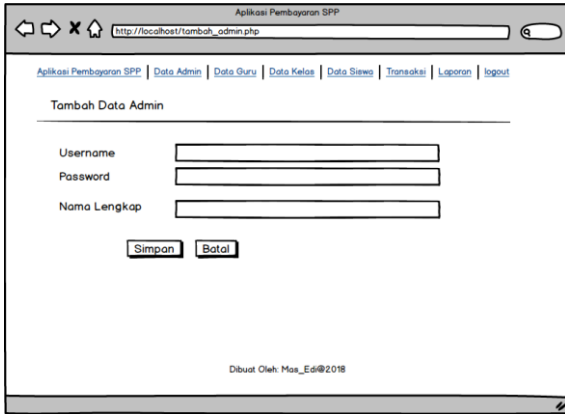 Aplikasi Pembayaran SPP
http://localhost/tambah_admin.php
Aplikasi Pembayaran SPP | Data Admin | Data Guru | Data Kelas | Data Siswa | Transaksi | Laporan | logout
Tambah Data Admin
Username
Password
Nama Lengkap
Simpan Batal
Dibuat Oleh: Mas_Edi@2018